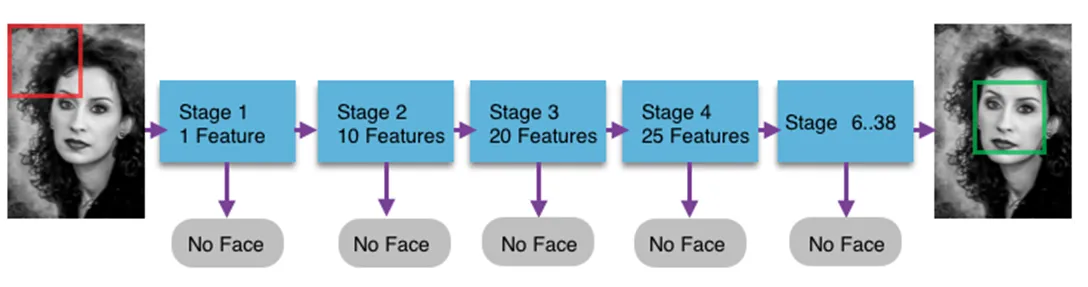 Stage 1
1 Feature
Stage 2
10 Features
Stage 3
20 Features
Stage 4
25 Features
Stage 6..38
No Face
No Face
No Face
No Face
No Face